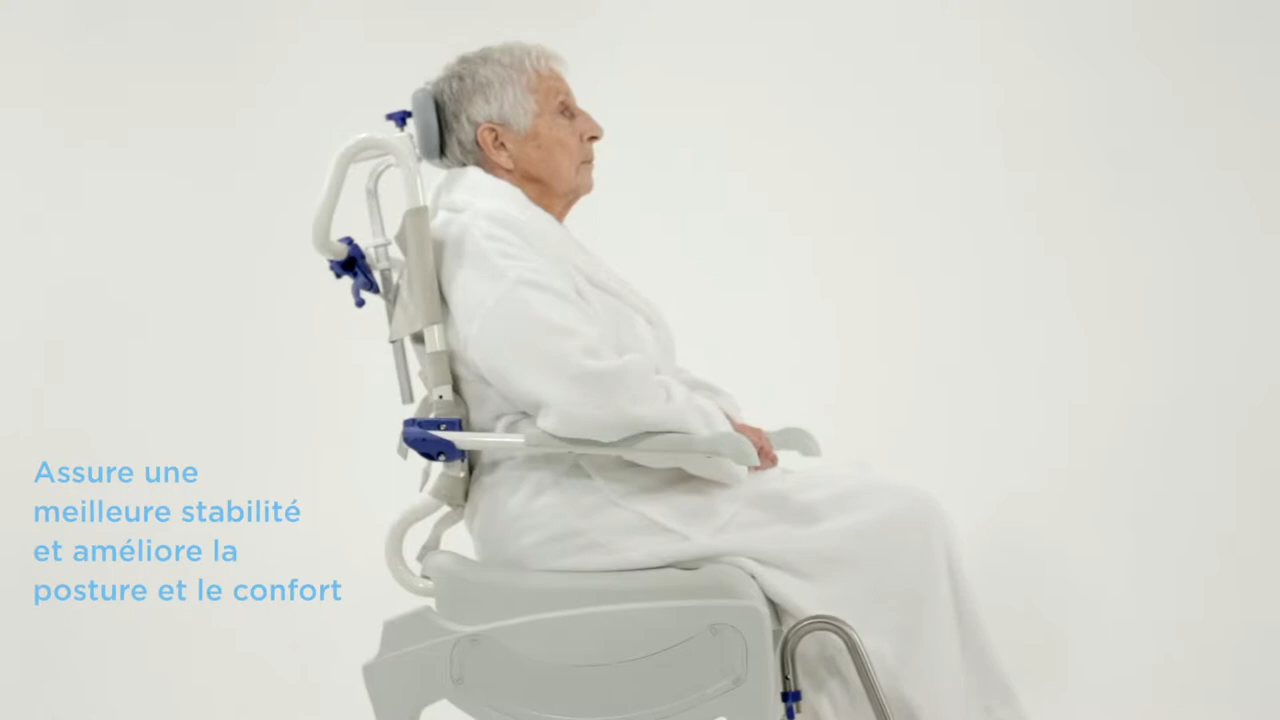 Assure une
meilleure stabilité
et améliore la
posture et le confort